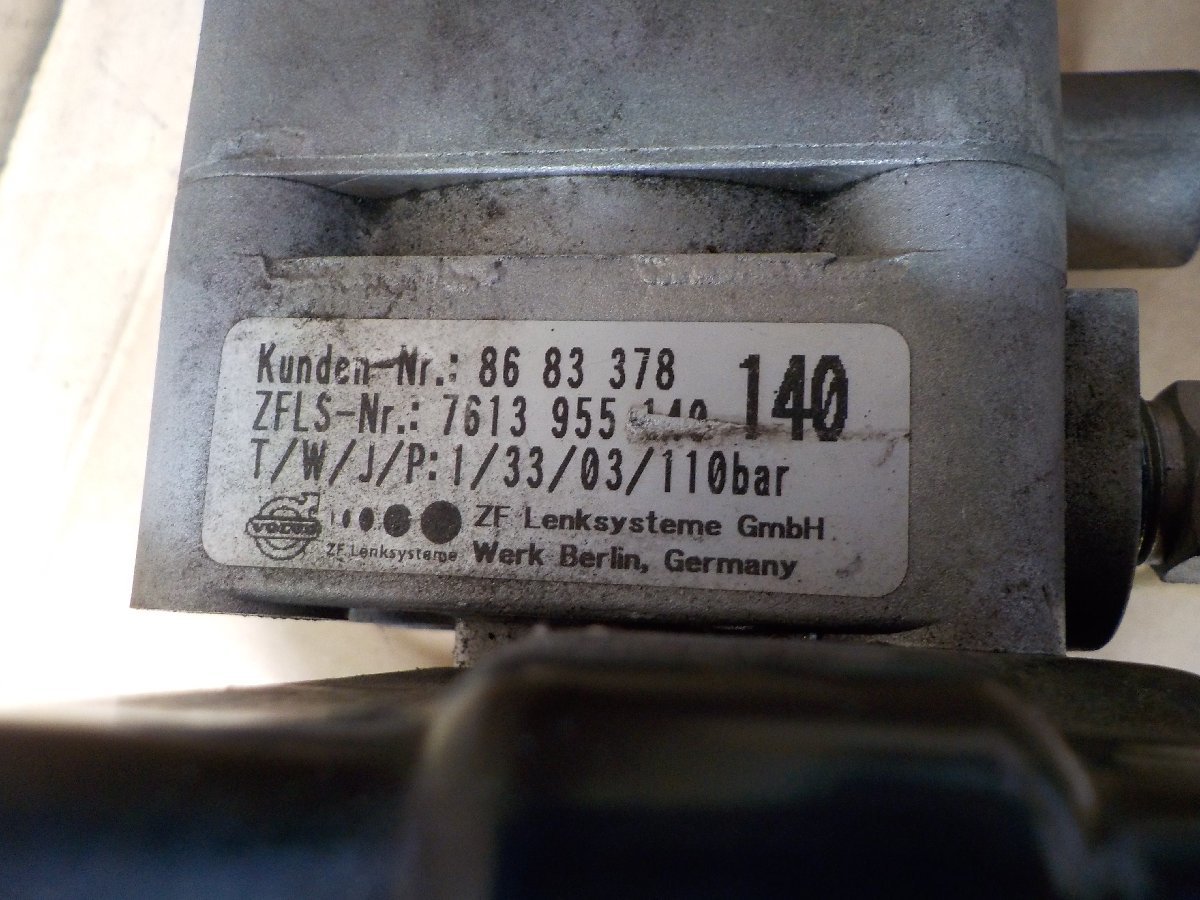 Kunden-Nr.: 86 83 378 140
ZFLS-Nr.: 7613 955 140
T/W/J/P: 1/33/03/110bar
VOLVO
ZF Lenksysteme GmbH
ZF Lenksysteme Werk Berlin, Germany